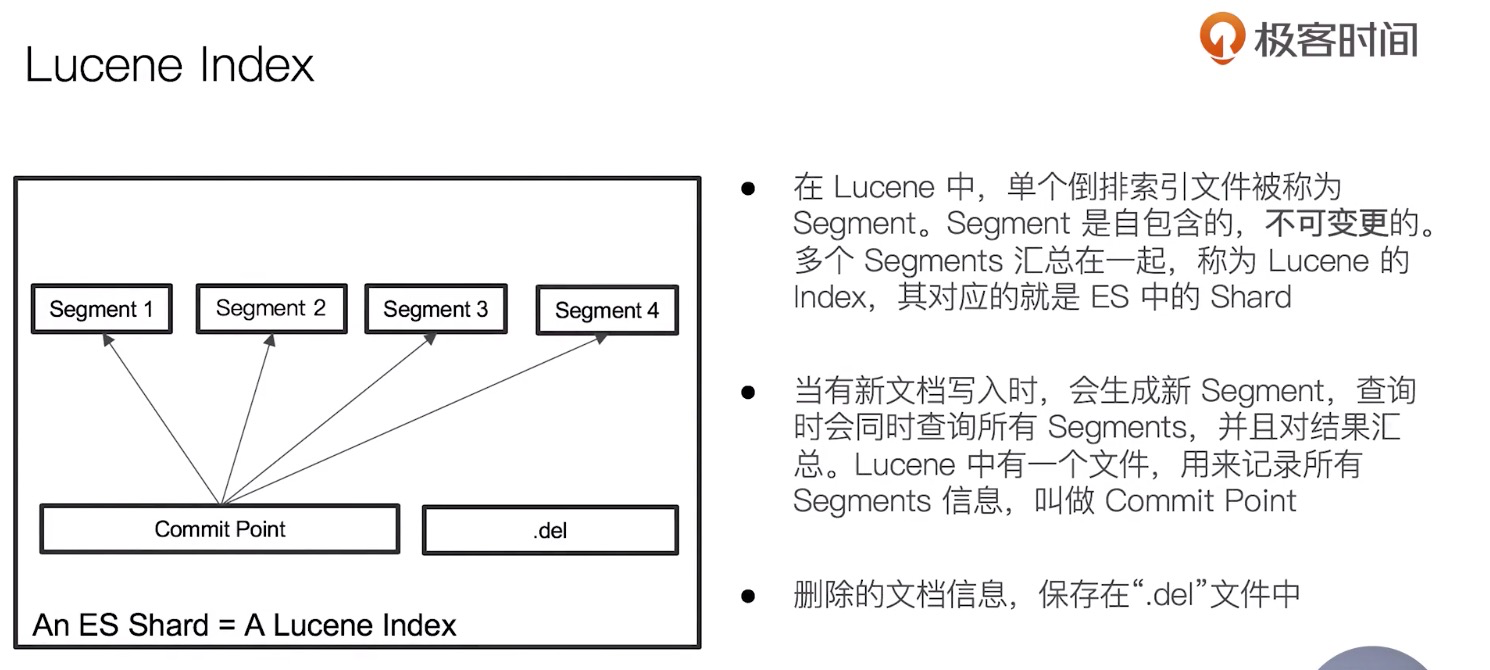 Lucene Index
极客时间
Segment 1
Segment 2
Segment 3
Segment 4
Commit Point
.del
An ES Shard = A Lucene Index
在 Lucene 中，单个倒排索引文件被称为
Segment。Segment 是自包含的，不可变更的。
多个 Segments 汇总在一起，称为 Lucene 的
Index，其对应的就是 ES 中的 Shard
当有新文档写入时，会生成新 Segment，查询
时会同时查询所有 Segments，并且对结果汇
总。Lucene 中有一个文件，用来记录所有
Segments 信息，叫做 Commit Point
删除的文档信息，保存在“.del”文件中